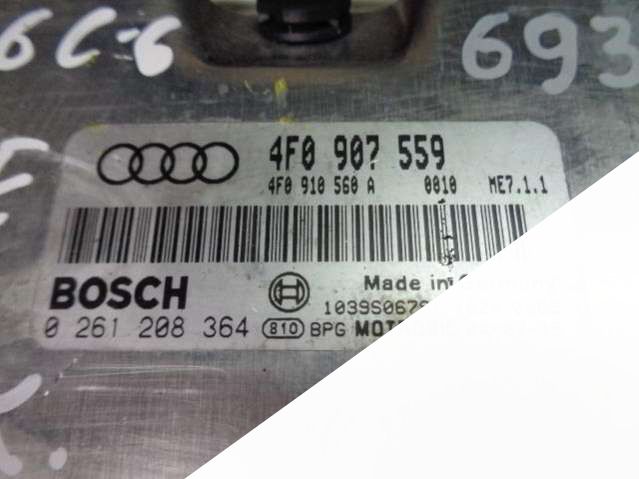 6C-6 693
4F0 907 559
4F0 910 560 A 0010 ME7.1.1
BOSCH Made in
0 261 208 364 810 BPG